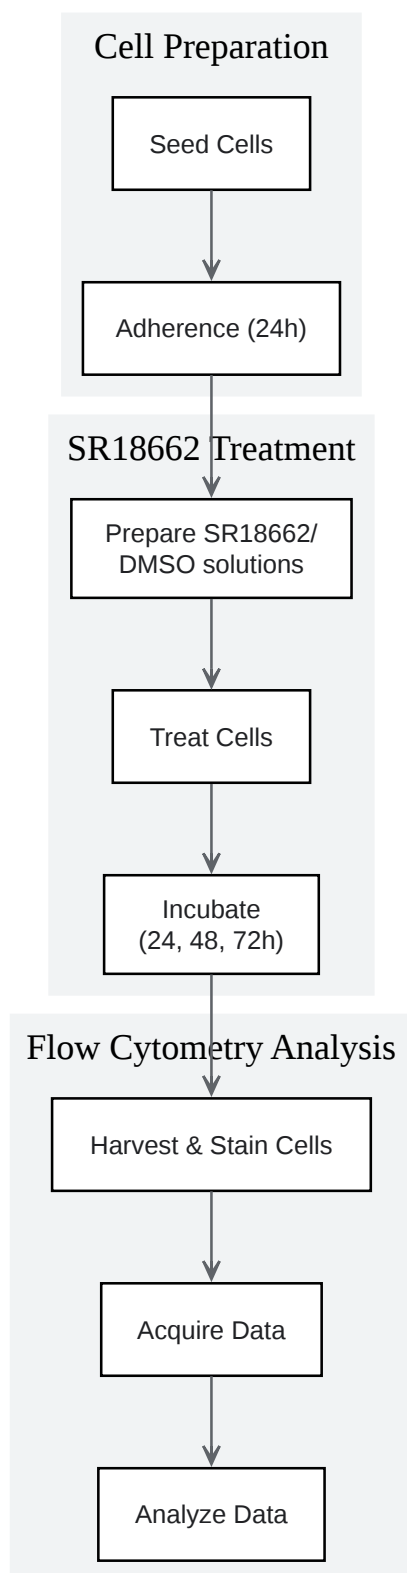 Cell Preparation
Seed Cells
Adherence (24h)
SR18662 Treatment
Prepare SR18662/
DMSO solutions
Treat Cells
Incubate
(24, 48, 72h)
Flow Cytometry Analysis
Harvest & Stain Cells
Acquire Data
Analyze Data